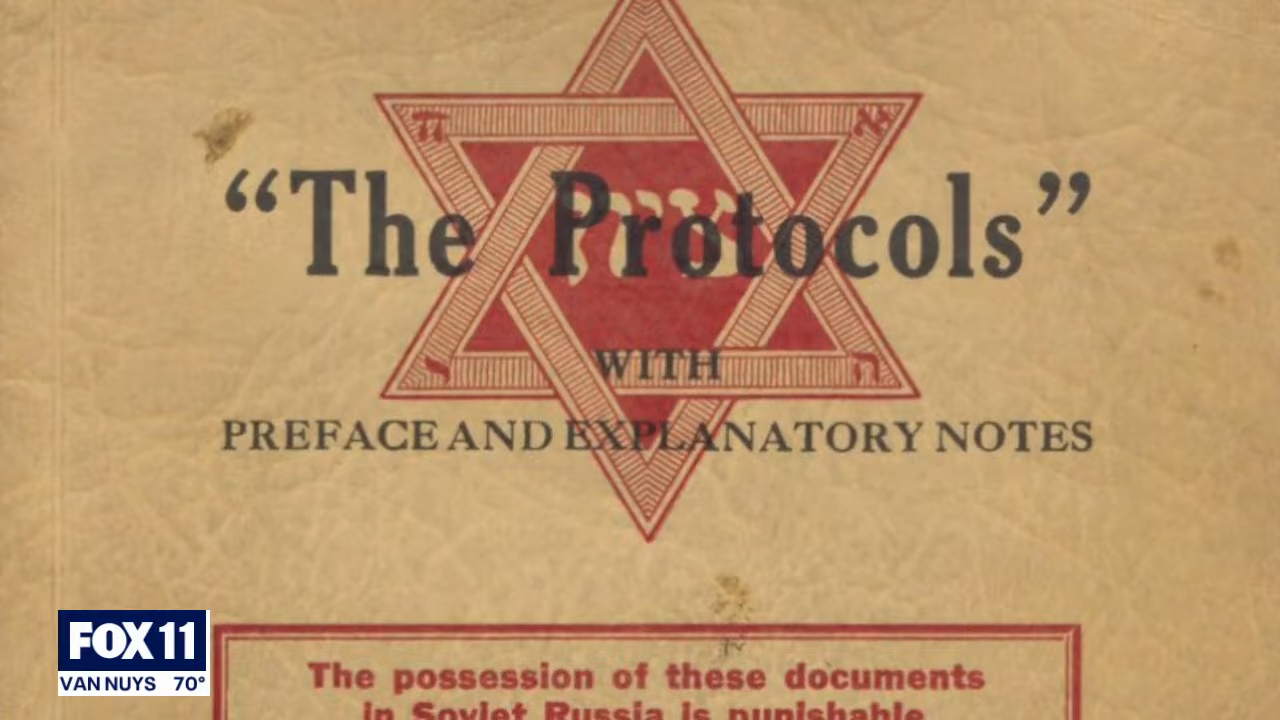 א
“The Protocols”
ציון
WITH
י
ה
PREFACE AND EXPLANATORY NOTES
The possession of these documents
in Soviet Russia is punishable
FOX 11
VAN NUYS 70°